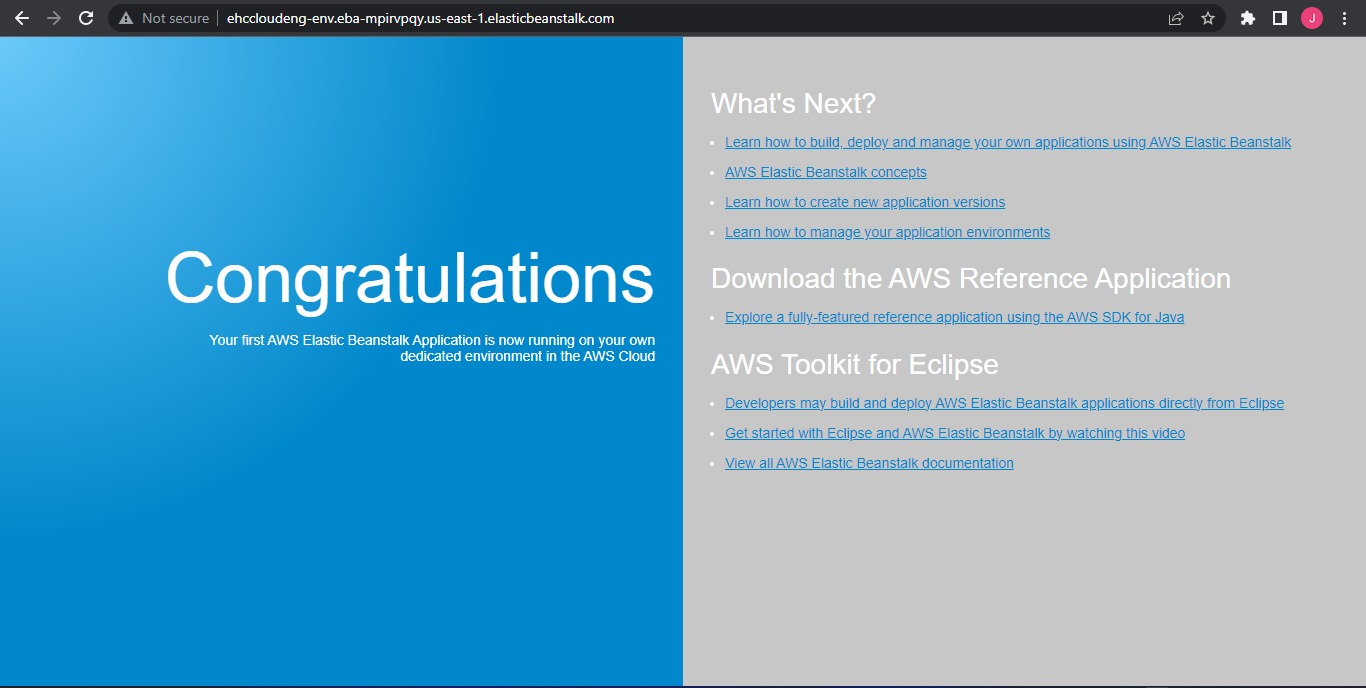 Not secure
ehccloudeng-env.eba-mpirvpqy.us-east-1.elasticbeanstalk.com
J
Congratulations
Your first AWS Elastic Beanstalk Application is now running on your own
dedicated environment in the AWS Cloud
What's Next?
Learn how to build, deploy and manage your own applications using AWS Elastic Beanstalk
AWS Elastic Beanstalk concepts
Learn how to create new application versions
Learn how to manage your application environments
Download the AWS Reference Application
Explore a fully-featured reference application using the AWS SDK for Java
AWS Toolkit for Eclipse
Developers may build and deploy AWS Elastic Beanstalk applications directly from Eclipse
Get started with Eclipse and AWS Elastic Beanstalk by watching this video
View all AWS Elastic Beanstalk documentation